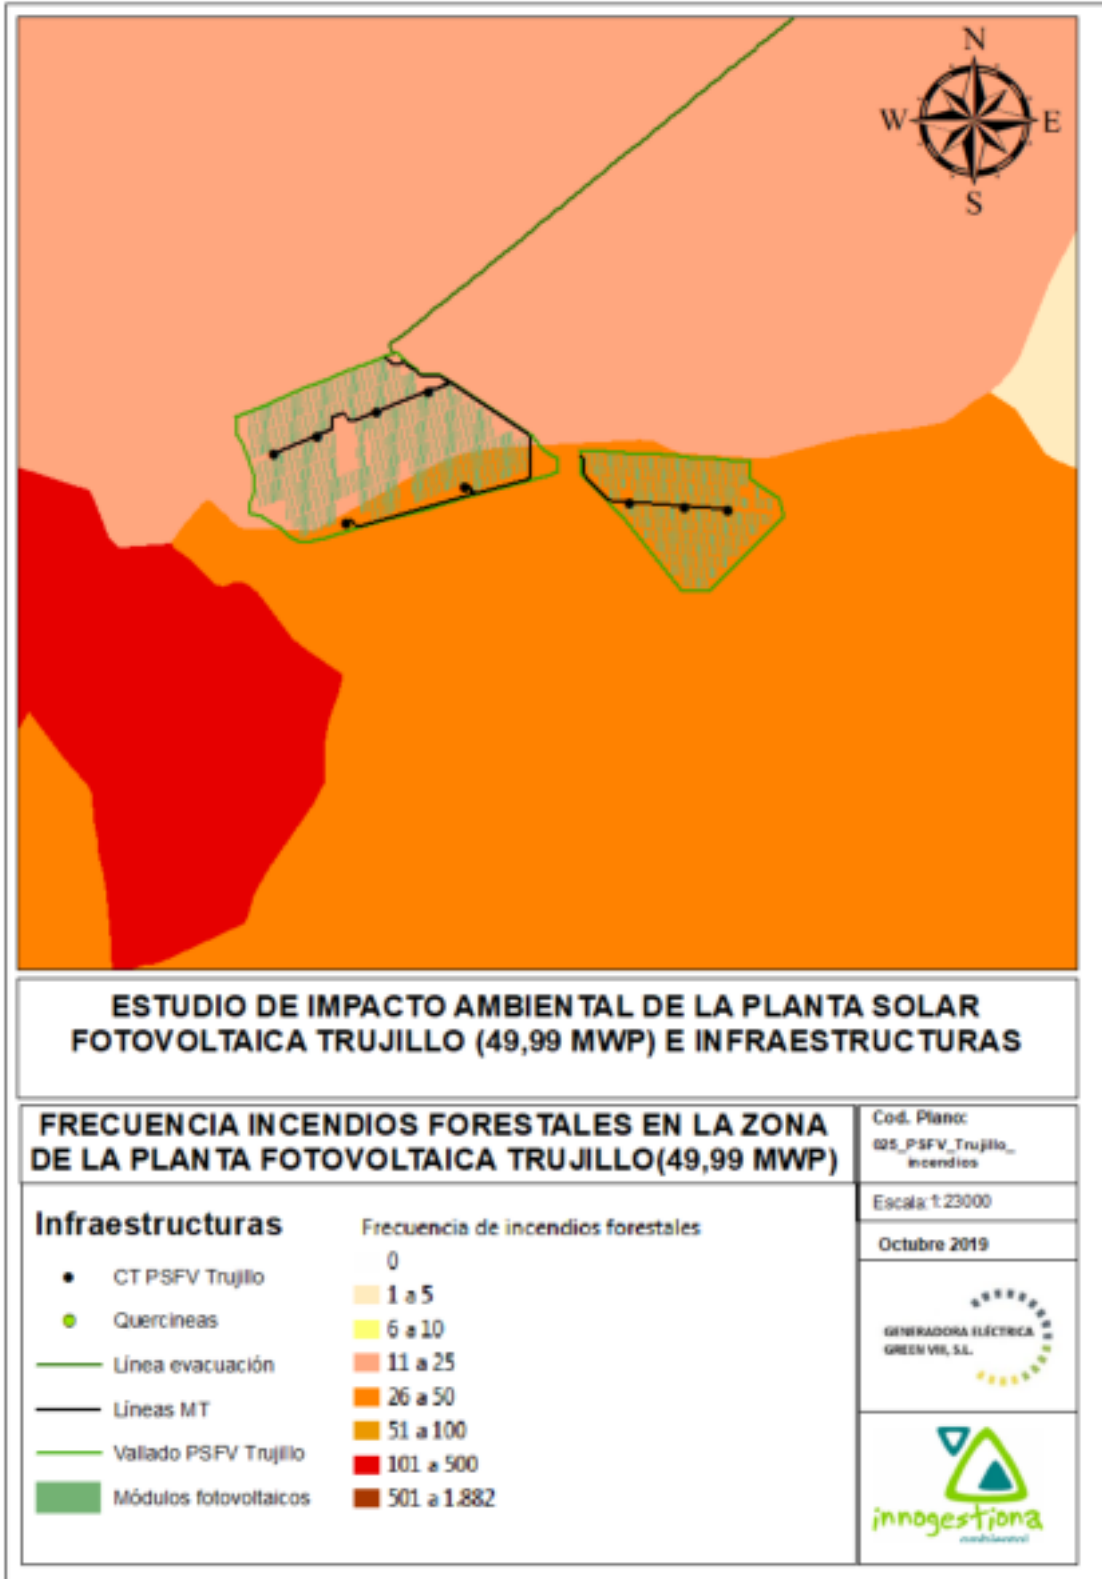 N
W
E
S
ESTUDIO DE IMPACTO AMBIENTAL DE LA PLANTA SOLAR
FOTOVOLTAICA TRUJILLO (49,99 MWP) E INFRAESTRUCTURAS
FRECUENCIA INCENDIOS FORESTALES EN LA ZONA
DE LA PLANTA FOTOVOLTAICA TRUJILLO(49,99 MWP)
Cod. Plano:
025_PSFV_Trujillo_
incendios
Escala: 1:23000
Octubre 2019
Infraestructuras
CT PSFV Trujillo
Quercineas
Línea evacuación
Líneas MT
Vallado PSFV Trujillo
Módulos fotovoltaicos
Frecuencia de incendios forestales
0
1 a 5
6 a 10
11 a 25
26 a 50
51 a 100
101 a 500
501 a 1.882
GENERADORA ELÉCTRICA
GREEN VIII, S.L.
innogestiona